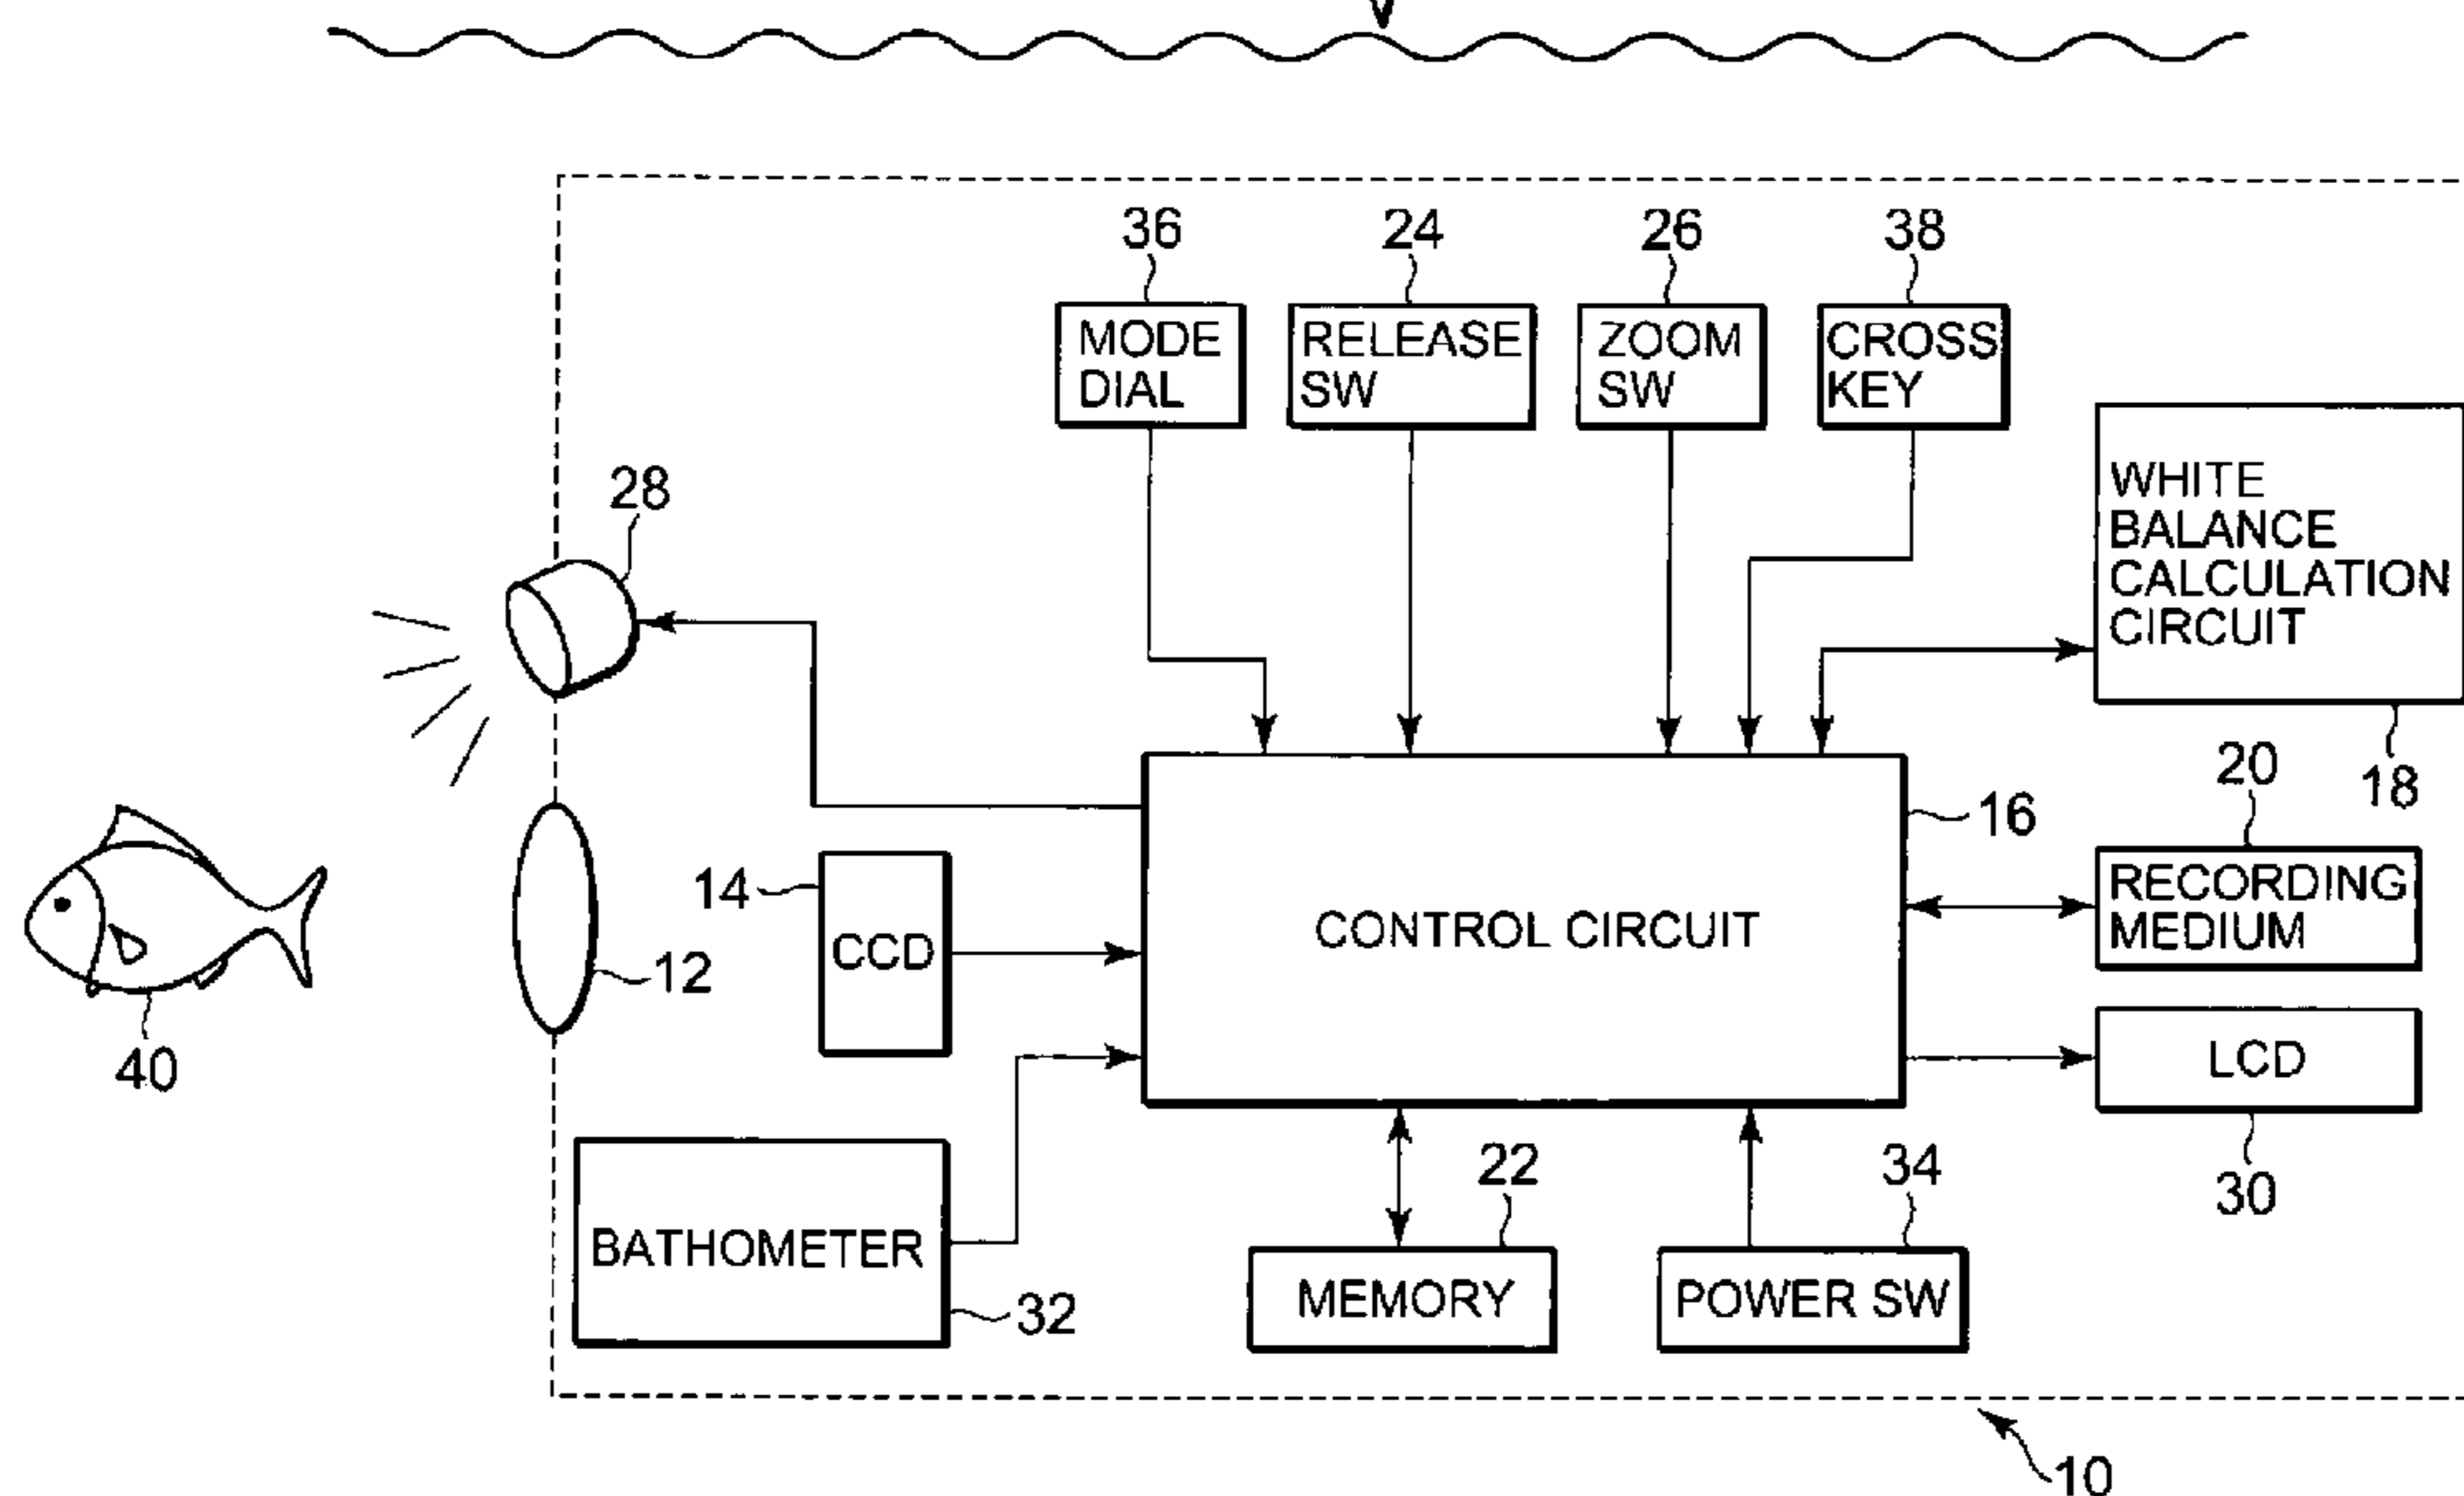 36
24
26
38
MODE
DIAL
RELEASE
SW
ZOOM
SW
CROSS
KEY
28
WHITE
BALANCE
CALCULATION
CIRCUIT
18
20
16
14
CCD
CONTROL CIRCUIT
RECORDING
MEDIUM
12
40
LCD
30
BATHOMETER
32
22
34
MEMORY
POWER SW
10